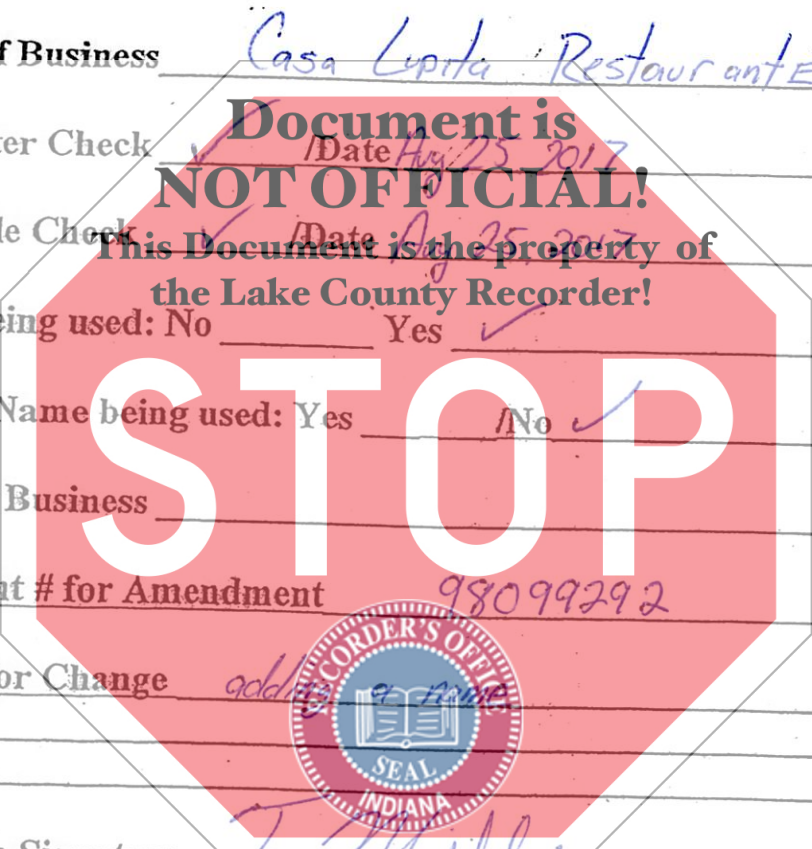 f Business Casa Lupita Restaurante
Document is
ter Check ✓ /Date Aug 25 2017
NOT OFFICIAL!
le Check ✓ /Date Aug 25, 2017
This Document is the property of
the Lake County Recorder!
eing used: No Yes ✓
STOP
Name being used: Yes /No ✓
Business
nt # for Amendment 98099292
RECORDER'S OFFICE
or Change adding a name
SEAL
INDIANA